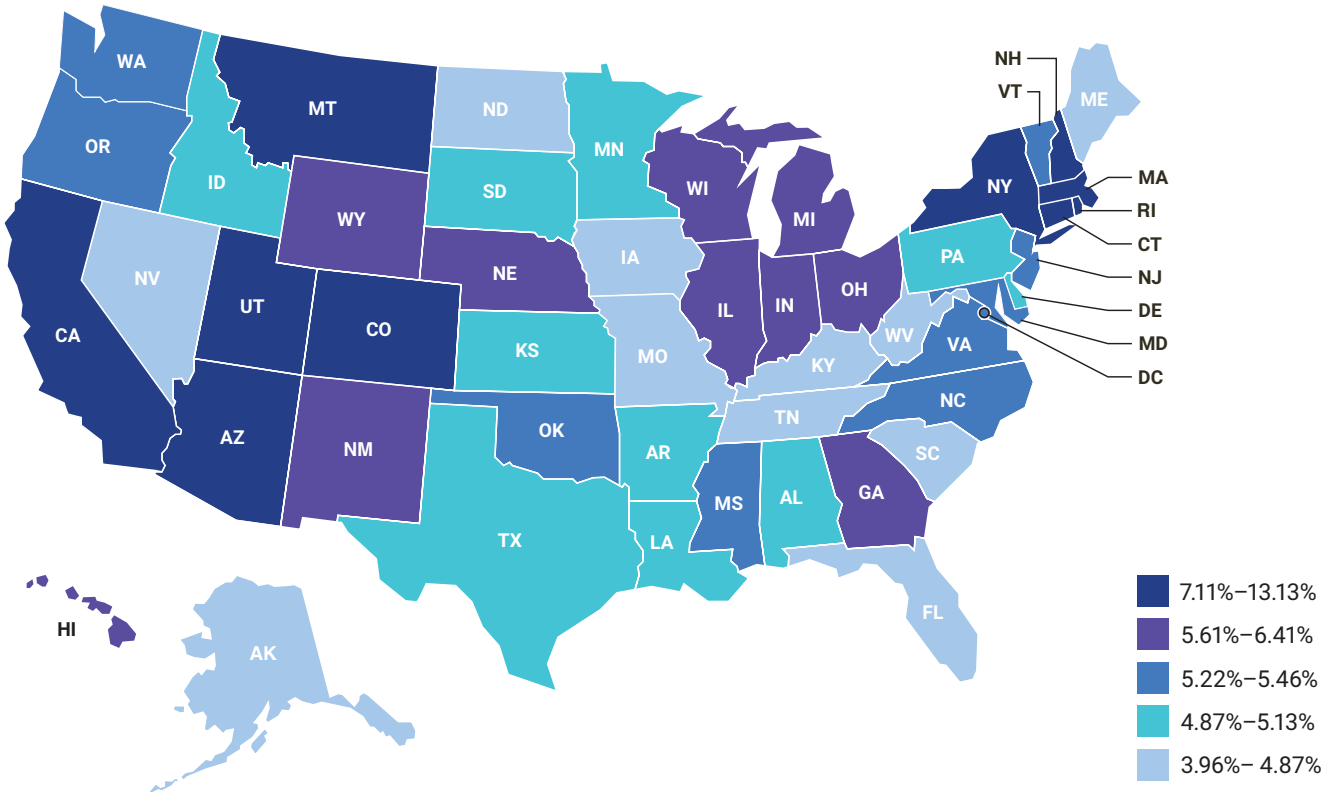 WA
MT
ND
MN
OR
ID
SD
WI
MI
WY
NE
IA
NV
UT
CO
CA
IL
IN
OH
PA
NY
NH
VT
ME
MA
RI
CT
NJ
DE
MD
DC
KS
MO
KY
WV
VA
AZ
NM
OK
AR
TN
NC
SC
TX
LA
MS
AL
GA
FL
HI
AK
7.11%–13.13%
5.61%–6.41%
5.22%–5.46%
4.87%–5.13%
3.96%– 4.87%